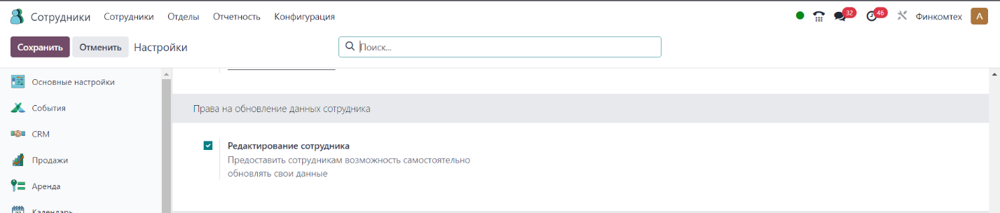 Сотрудники Сотрудники Отделы Отчетность Конфигурация 32 46 Финкомтех A
Сохранить Отменить Настройки Поиск...
Основные настройки
События
CRM
Продажи
Аренда
Календарь
Права на обновление данных сотрудника
Редактирование сотрудника
Предоставить сотрудникам возможность самостоятельно
обновлять свои данные